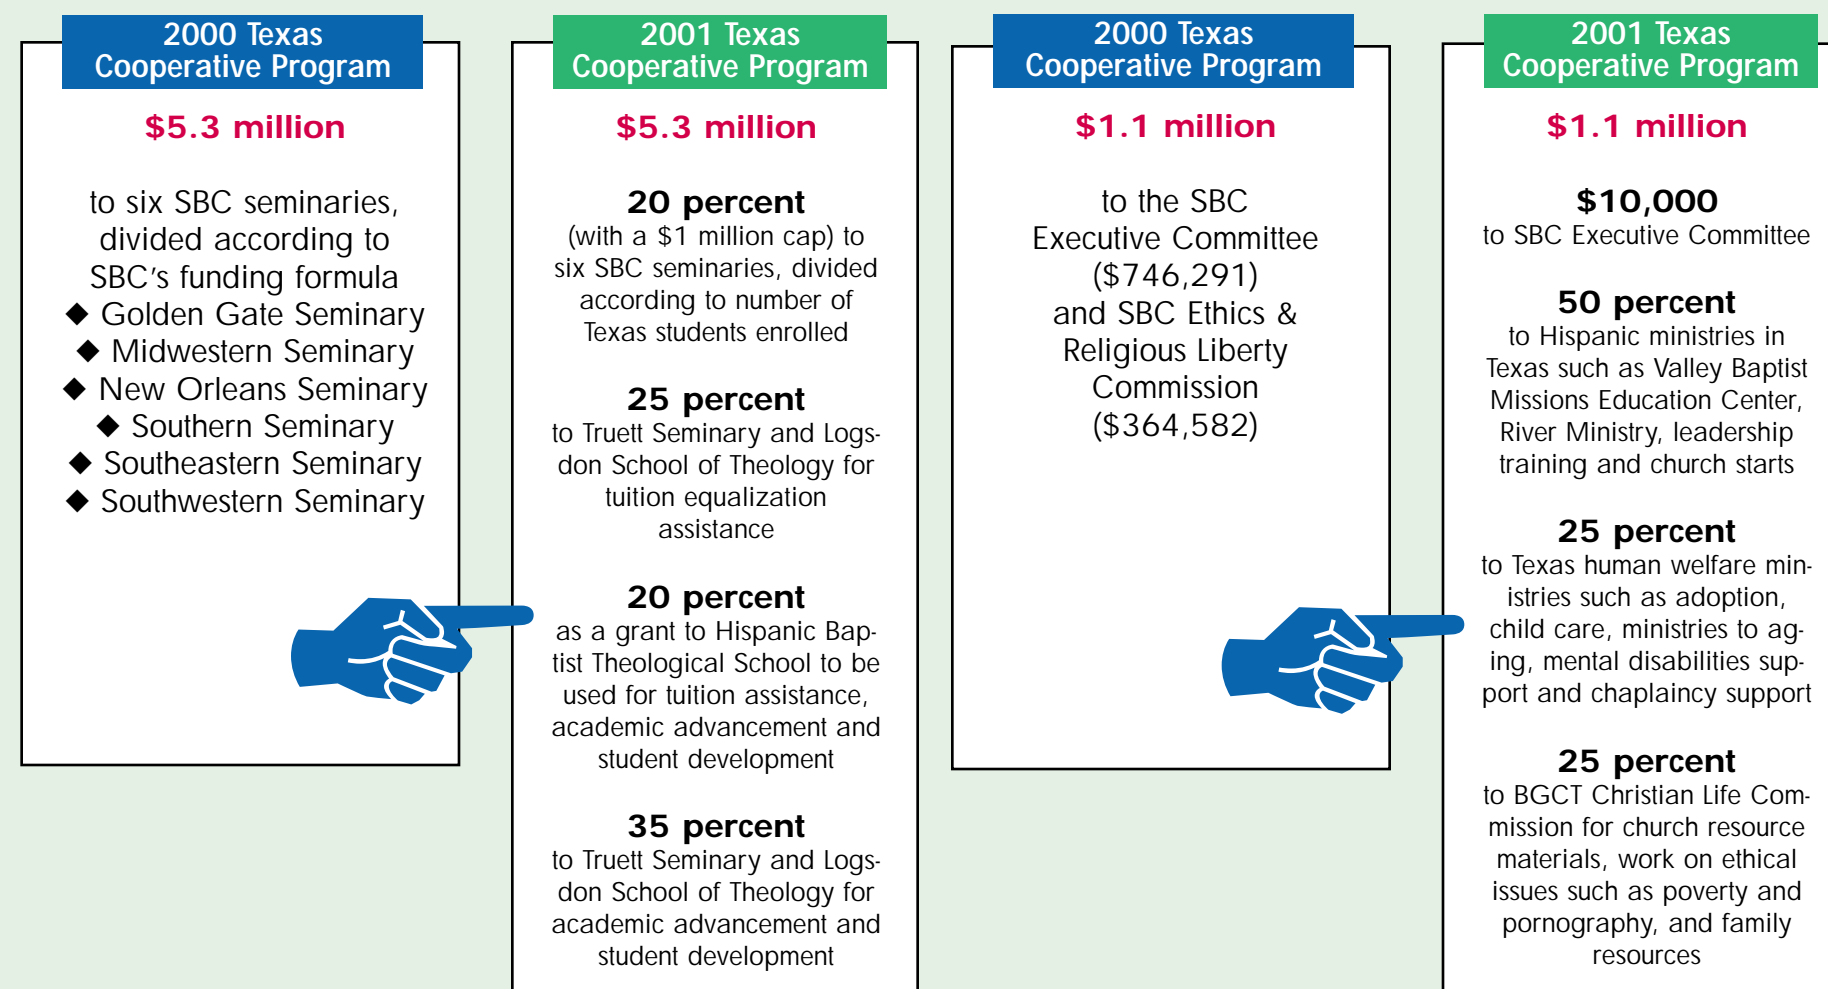 2000 Texas
Cooperative Program
$5.3 million
to six SBC seminaries,
divided according to
SBC's funding formula
◆ Golden Gate Seminary
◆ Midwestern Seminary
◆ New Orleans Seminary
◆ Southern Seminary
◆ Southeastern Seminary
◆ Southwestern Seminary
2001 Texas
Cooperative Program
$5.3 million
20 percent
(with a $1 million cap) to
six SBC seminaries, divided
according to number of
Texas students enrolled
25 percent
to Truett Seminary and Logs-
don School of Theology for
tuition equalization
assistance
20 percent
as a grant to Hispanic Bap-
tist Theological School to be
used for tuition assistance,
academic advancement and
student development
35 percent
to Truett Seminary and Logs-
don School of Theology for
academic advancement and
student development
2000 Texas
Cooperative Program
$1.1 million
to the SBC
Executive Committee
($746,291)
and SBC Ethics &
Religious Liberty
Commission
($364,582)
2001 Texas
Cooperative Program
$1.1 million
$10,000
to SBC Executive Committee
50 percent
to Hispanic ministries in
Texas such as Valley Baptist
Missions Education Center,
River Ministry, leadership
training and church starts
25 percent
to Texas human welfare min-
istries such as adoption,
child care, ministries to ag-
ing, mental disabilities sup-
port and chaplaincy support
25 percent
to BGCT Christian Life Com-
mission for church resource
materials, work on ethical
issues such as poverty and
pornography, and family
resources